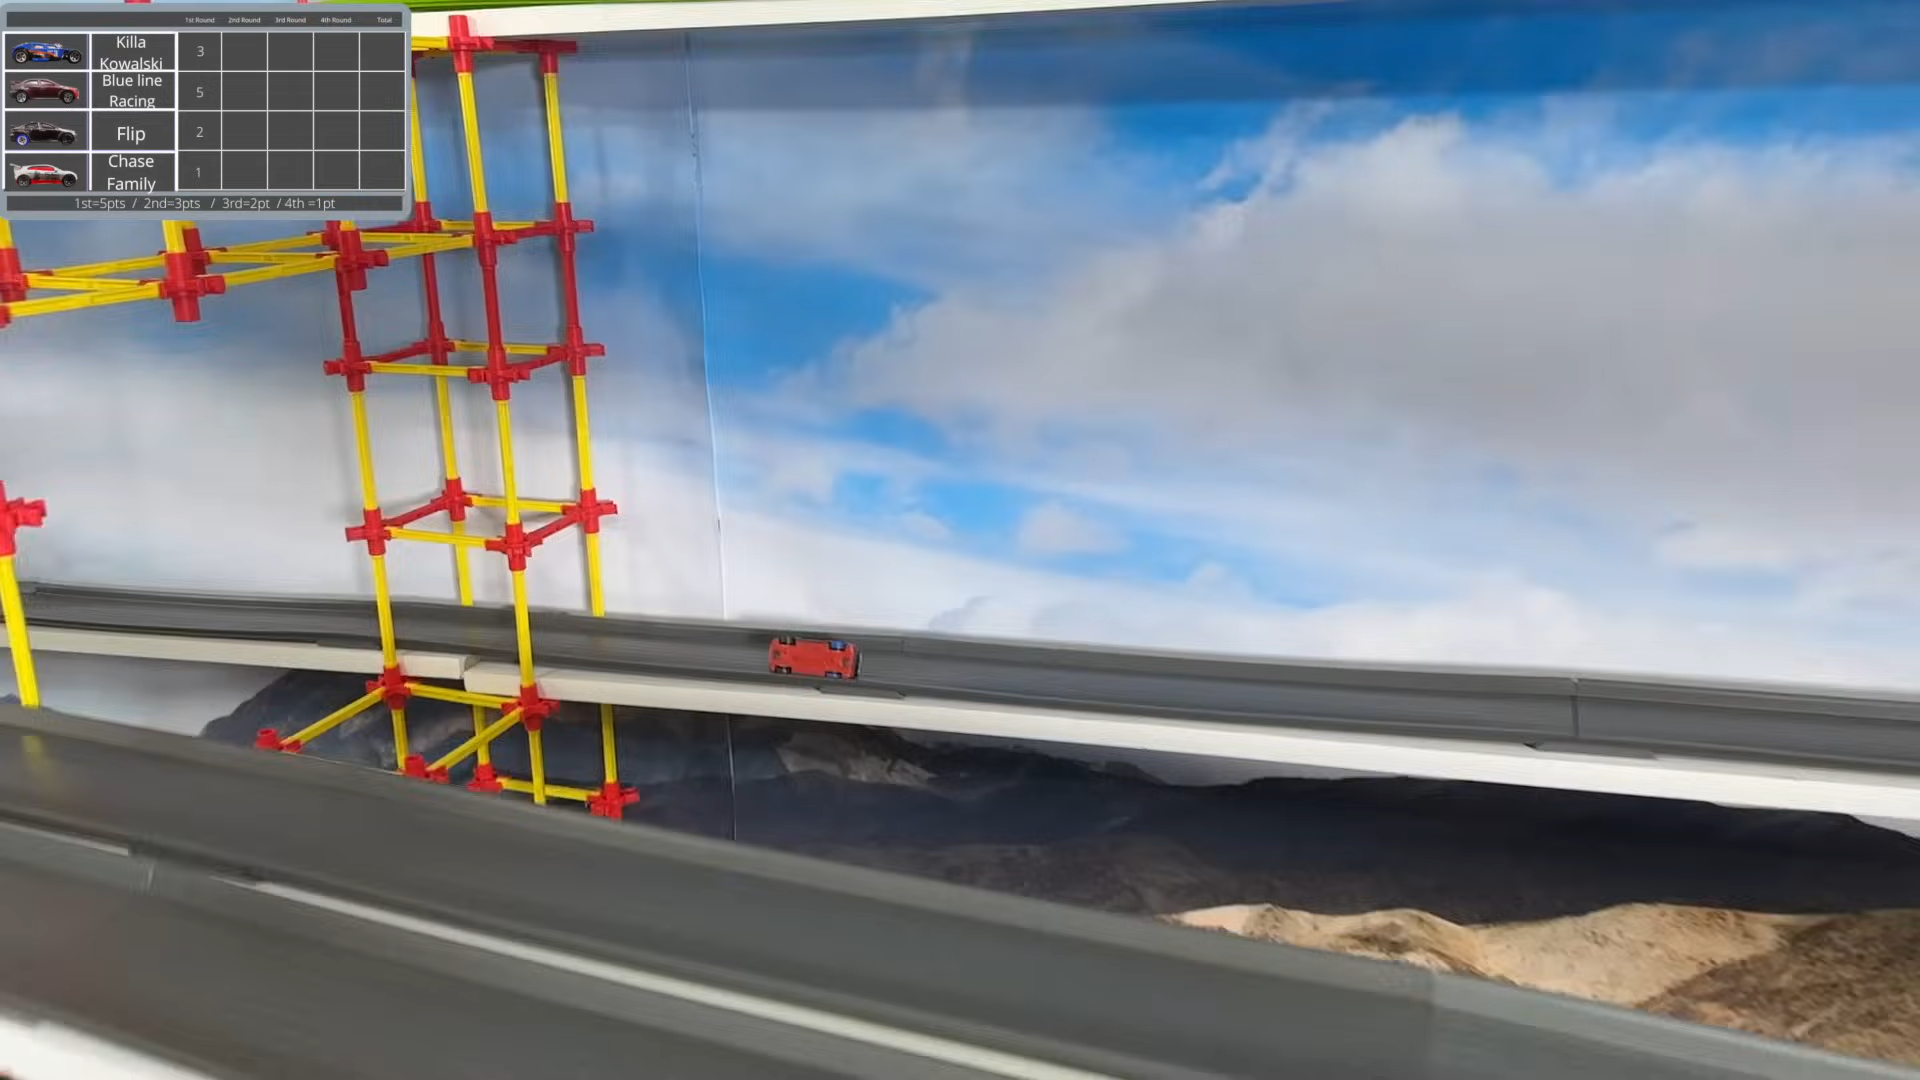 1st Round 2nd Round 3rd Round 4th Round Total
Killa
Kowalski
3
Blue line
Racing
5
Flip
2
Chase
Family
1
1st=5pts / 2nd=3pts / 3rd=2pt / 4th =1pt